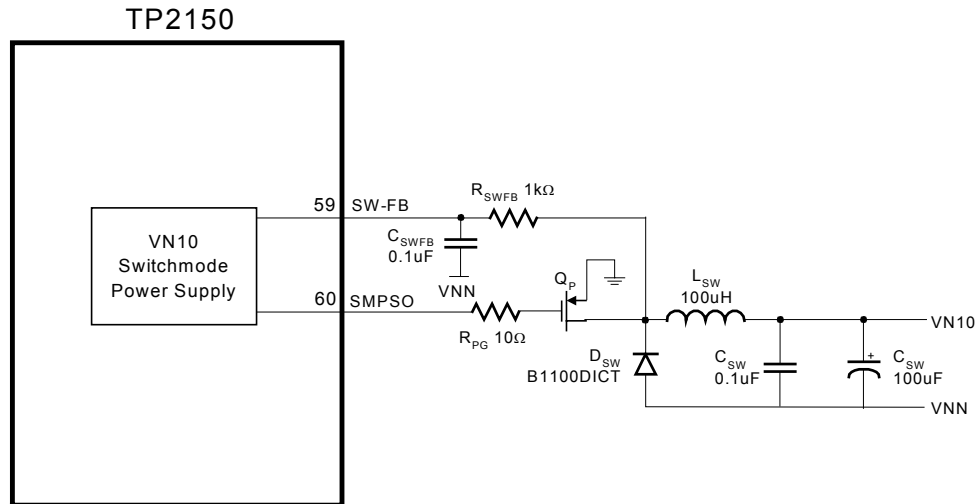 TP2150
VN10
Switchmode
Power Supply
59
SW-FB
60
SMPSO
C_SWFB
0.1uF
VNN
R_SWFB 1kΩ
R_PG 10Ω
Q_P
D_SW
B1100DICT
L_SW
100uH
C_SW
0.1uF
+
C_SW
100uF
VN10
VNN